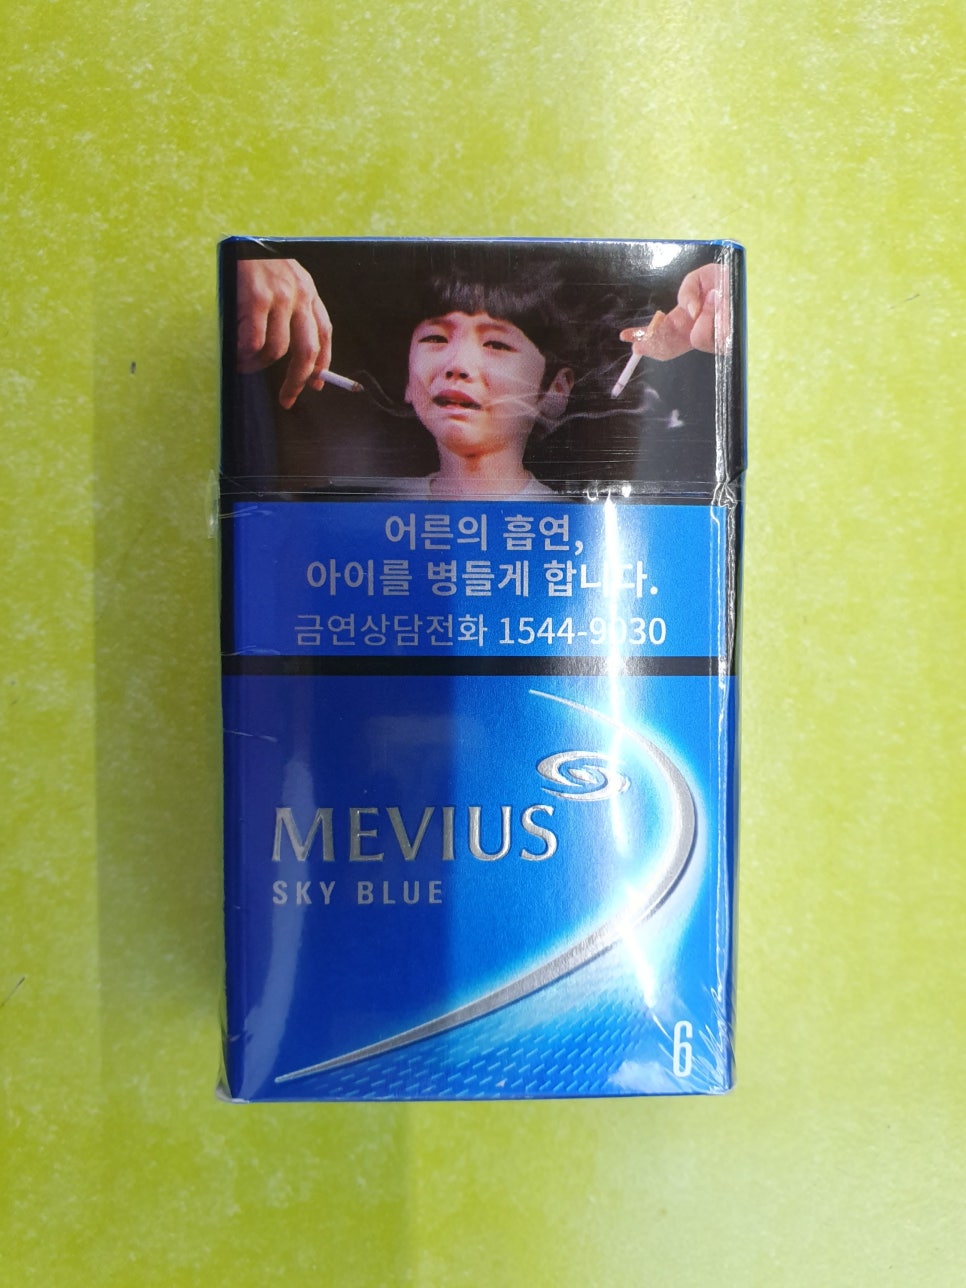 어른의 흡연,
아이를 병들게 합니다.
금연상담전화 1544-9030
MEVIUS
SKY BLUE
6